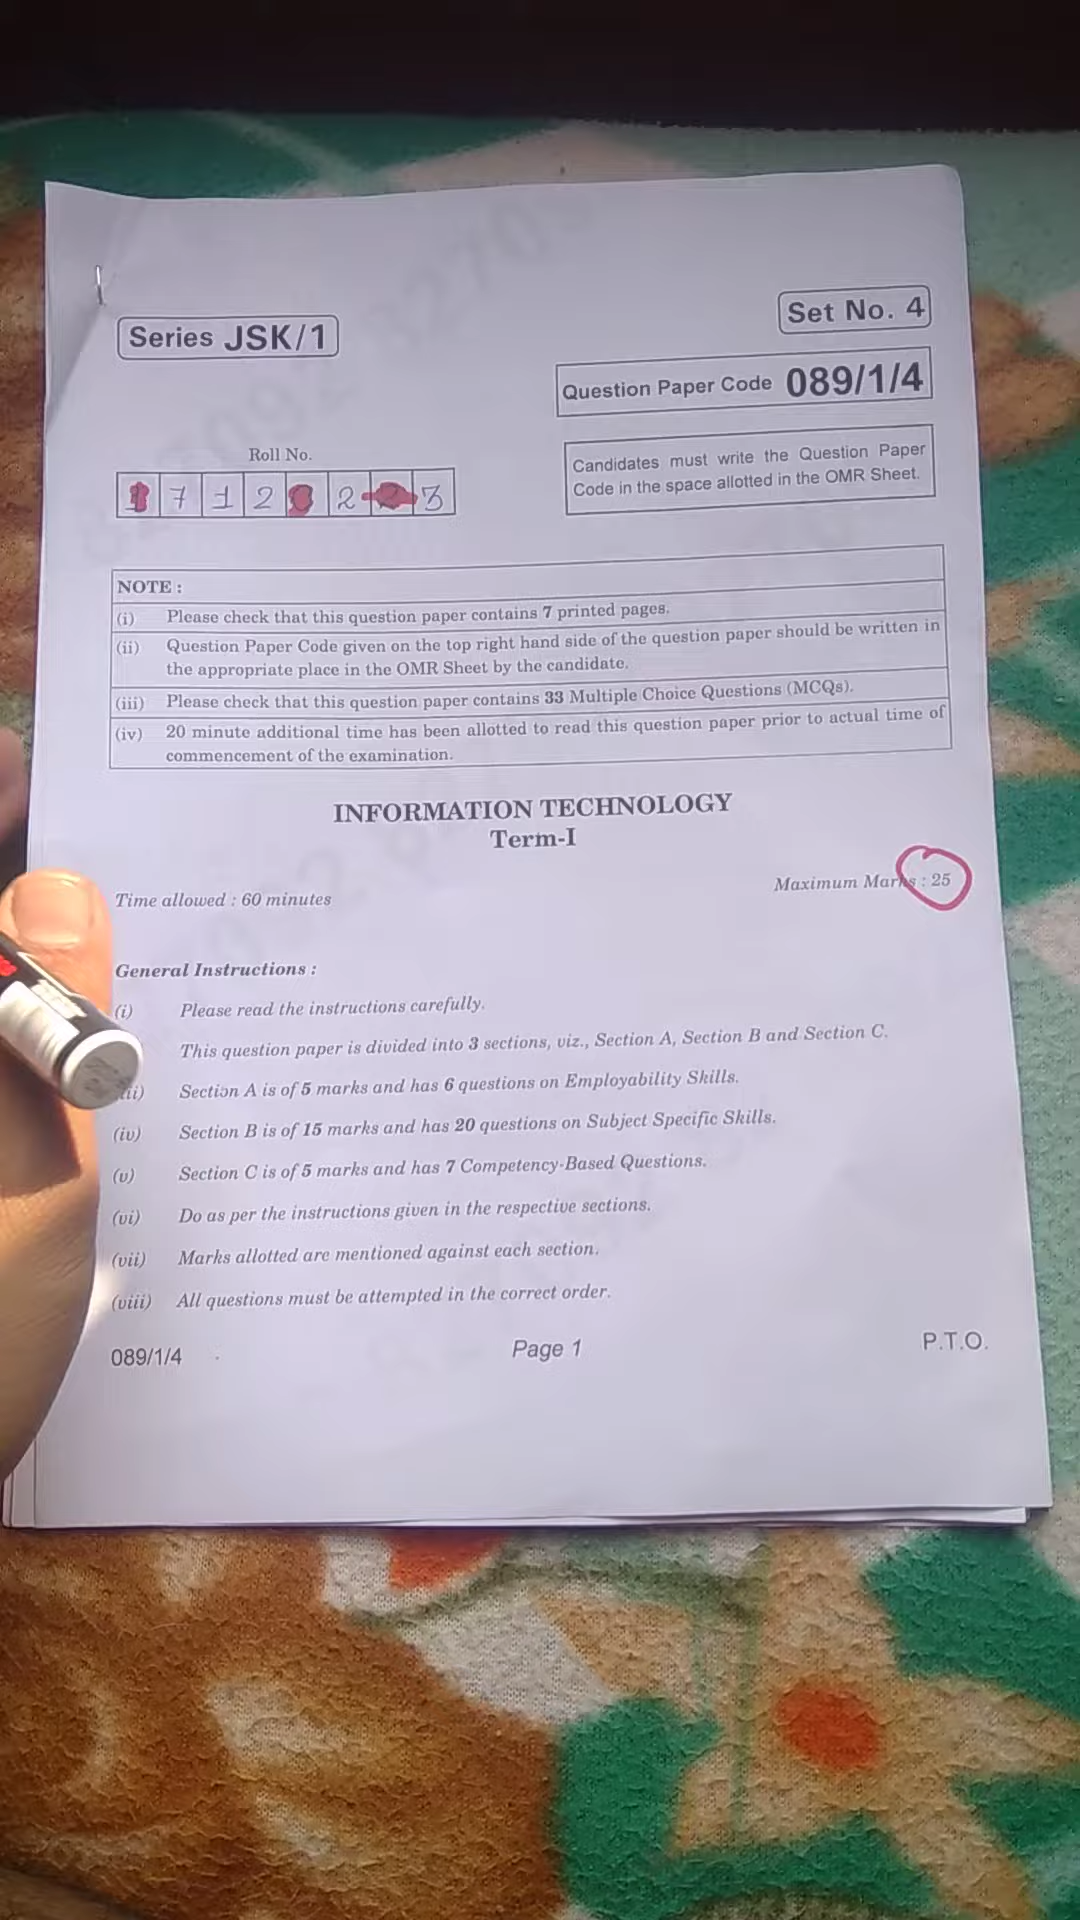 Set No. 4
Series JSK/1
Question Paper Code 089/1/4
Roll No.
7 1 2 2 3
Candidates must write the Question Paper
Code in the space allotted in the OMR Sheet.
NOTE :
(i) Please check that this question paper contains 7 printed pages.
(ii) Question Paper Code given on the top right hand side of the question paper should be written in
the appropriate place in the OMR Sheet by the candidate.
(iii) Please check that this question paper contains 33 Multiple Choice Questions (MCQs).
(iv) 20 minute additional time has been allotted to read this question paper prior to actual time of
commencement of the examination.
INFORMATION TECHNOLOGY
Term-I
Time allowed : 60 minutes
Maximum Marks : 25
General Instructions :
(i) Please read the instructions carefully.
This question paper is divided into 3 sections, viz., Section A, Section B and Section C.
Section A is of 5 marks and has 6 questions on Employability Skills.
(iv) Section B is of 15 marks and has 20 questions on Subject Specific Skills.
(v) Section C is of 5 marks and has 7 Competency-Based Questions.
(vi) Do as per the instructions given in the respective sections.
(vii) Marks allotted are mentioned against each section.
(viii) All questions must be attempted in the correct order.
089/1/4
Page 1
P.T.O.